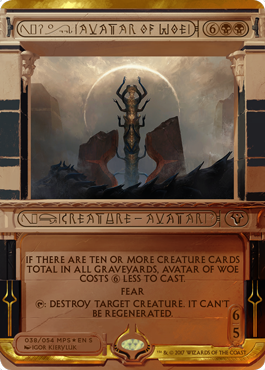 AVATAR OF WOE 6
CREATURE – AVATAR
IF THERE ARE TEN OR MORE CREATURE CARDS
TOTAL IN ALL GRAVEYARDS, AVATAR OF WOE
COSTS 6 LESS TO CAST.
FEAR
: DESTROY TARGET CREATURE. IT CAN'T
BE REGENERATED.
6
5
038/054 MPS • EN S
IGOR KIERYLUK
™ & © 2017 WIZARDS OF THE COAST